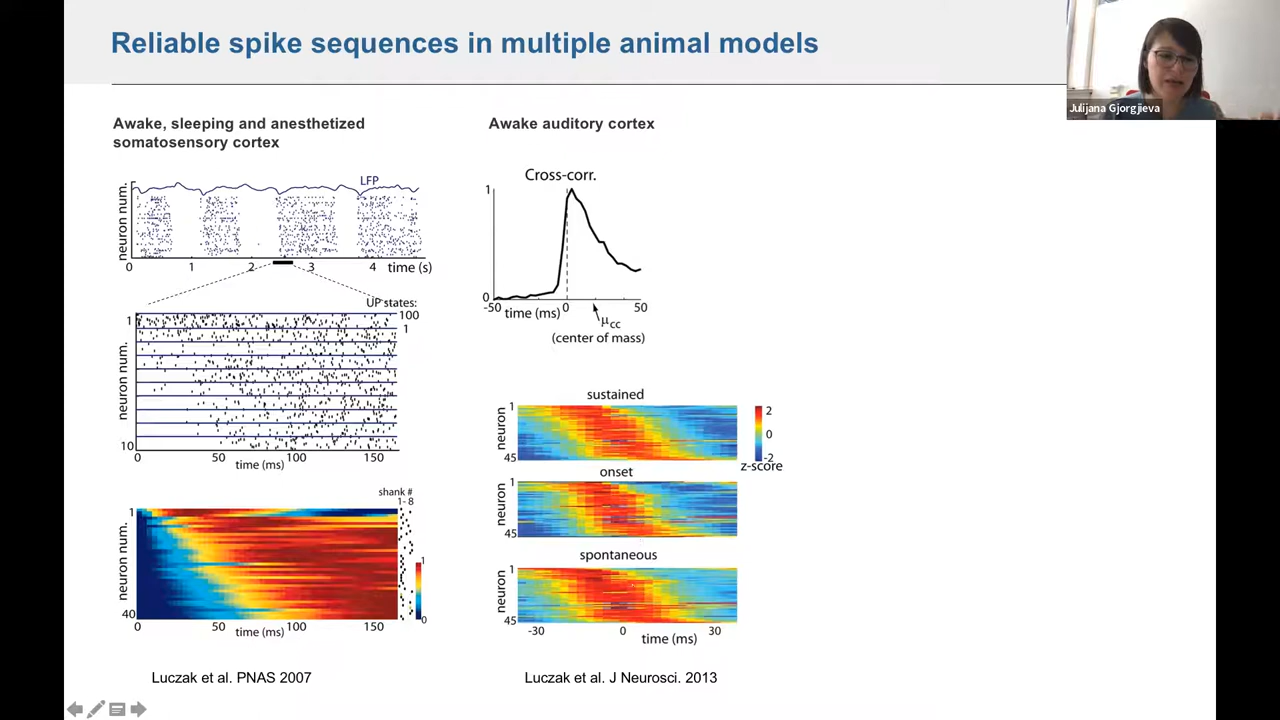 Reliable spike sequences in multiple animal models
Julijana Gjorgjieva
Awake, sleeping and anesthetized
somatosensory cortex
LFP
neuron num.
0 1 2 3 4 time (s)
UP states:
1 100
1
neuron num.
10
0 50 100 150
time (ms)
shank #
1- 8
1
neuron num.
40
1
0
0 50 100 150
time (ms)
Luczak et al. PNAS 2007
Awake auditory cortex
Cross-corr.
1
0
-50 0 50
time (ms)
μcc
(center of mass)
sustained
1
neuron
45
2
0
-2
z-score
onset
1
neuron
45
spontaneous
1
neuron
45
-30 0 30
time (ms)
Luczak et al. J Neurosci. 2013